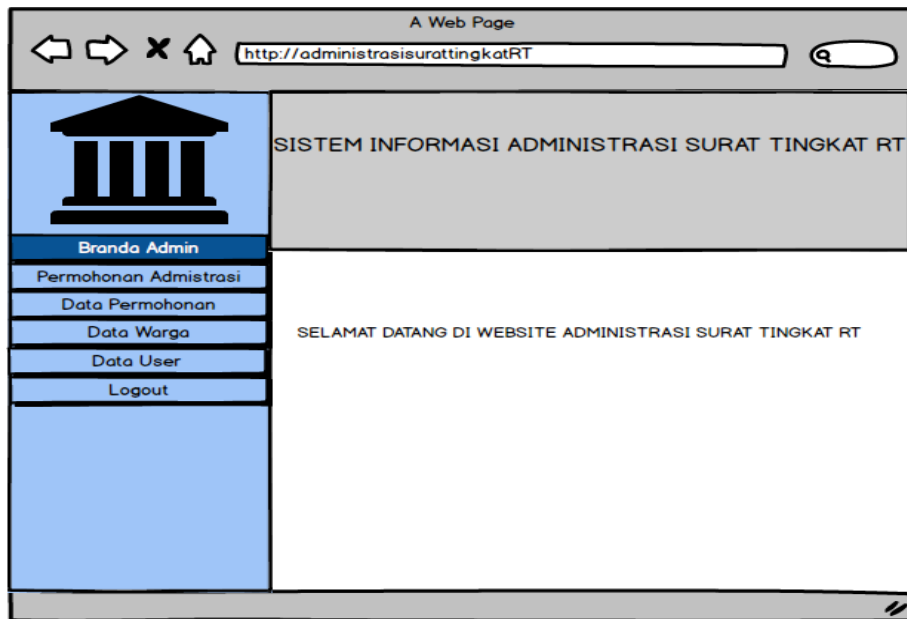 A Web Page
http://administrasisurattingkatRT
SISTEM INFORMASI ADMINISTRASI SURAT TINGKAT RT
Branda Admin
Permohonan Admistrasi
Data Permohonan
Data Warga
Data User
Logout
SELAMAT DATANG DI WEBSITE ADMINISTRASI SURAT TINGKAT RT